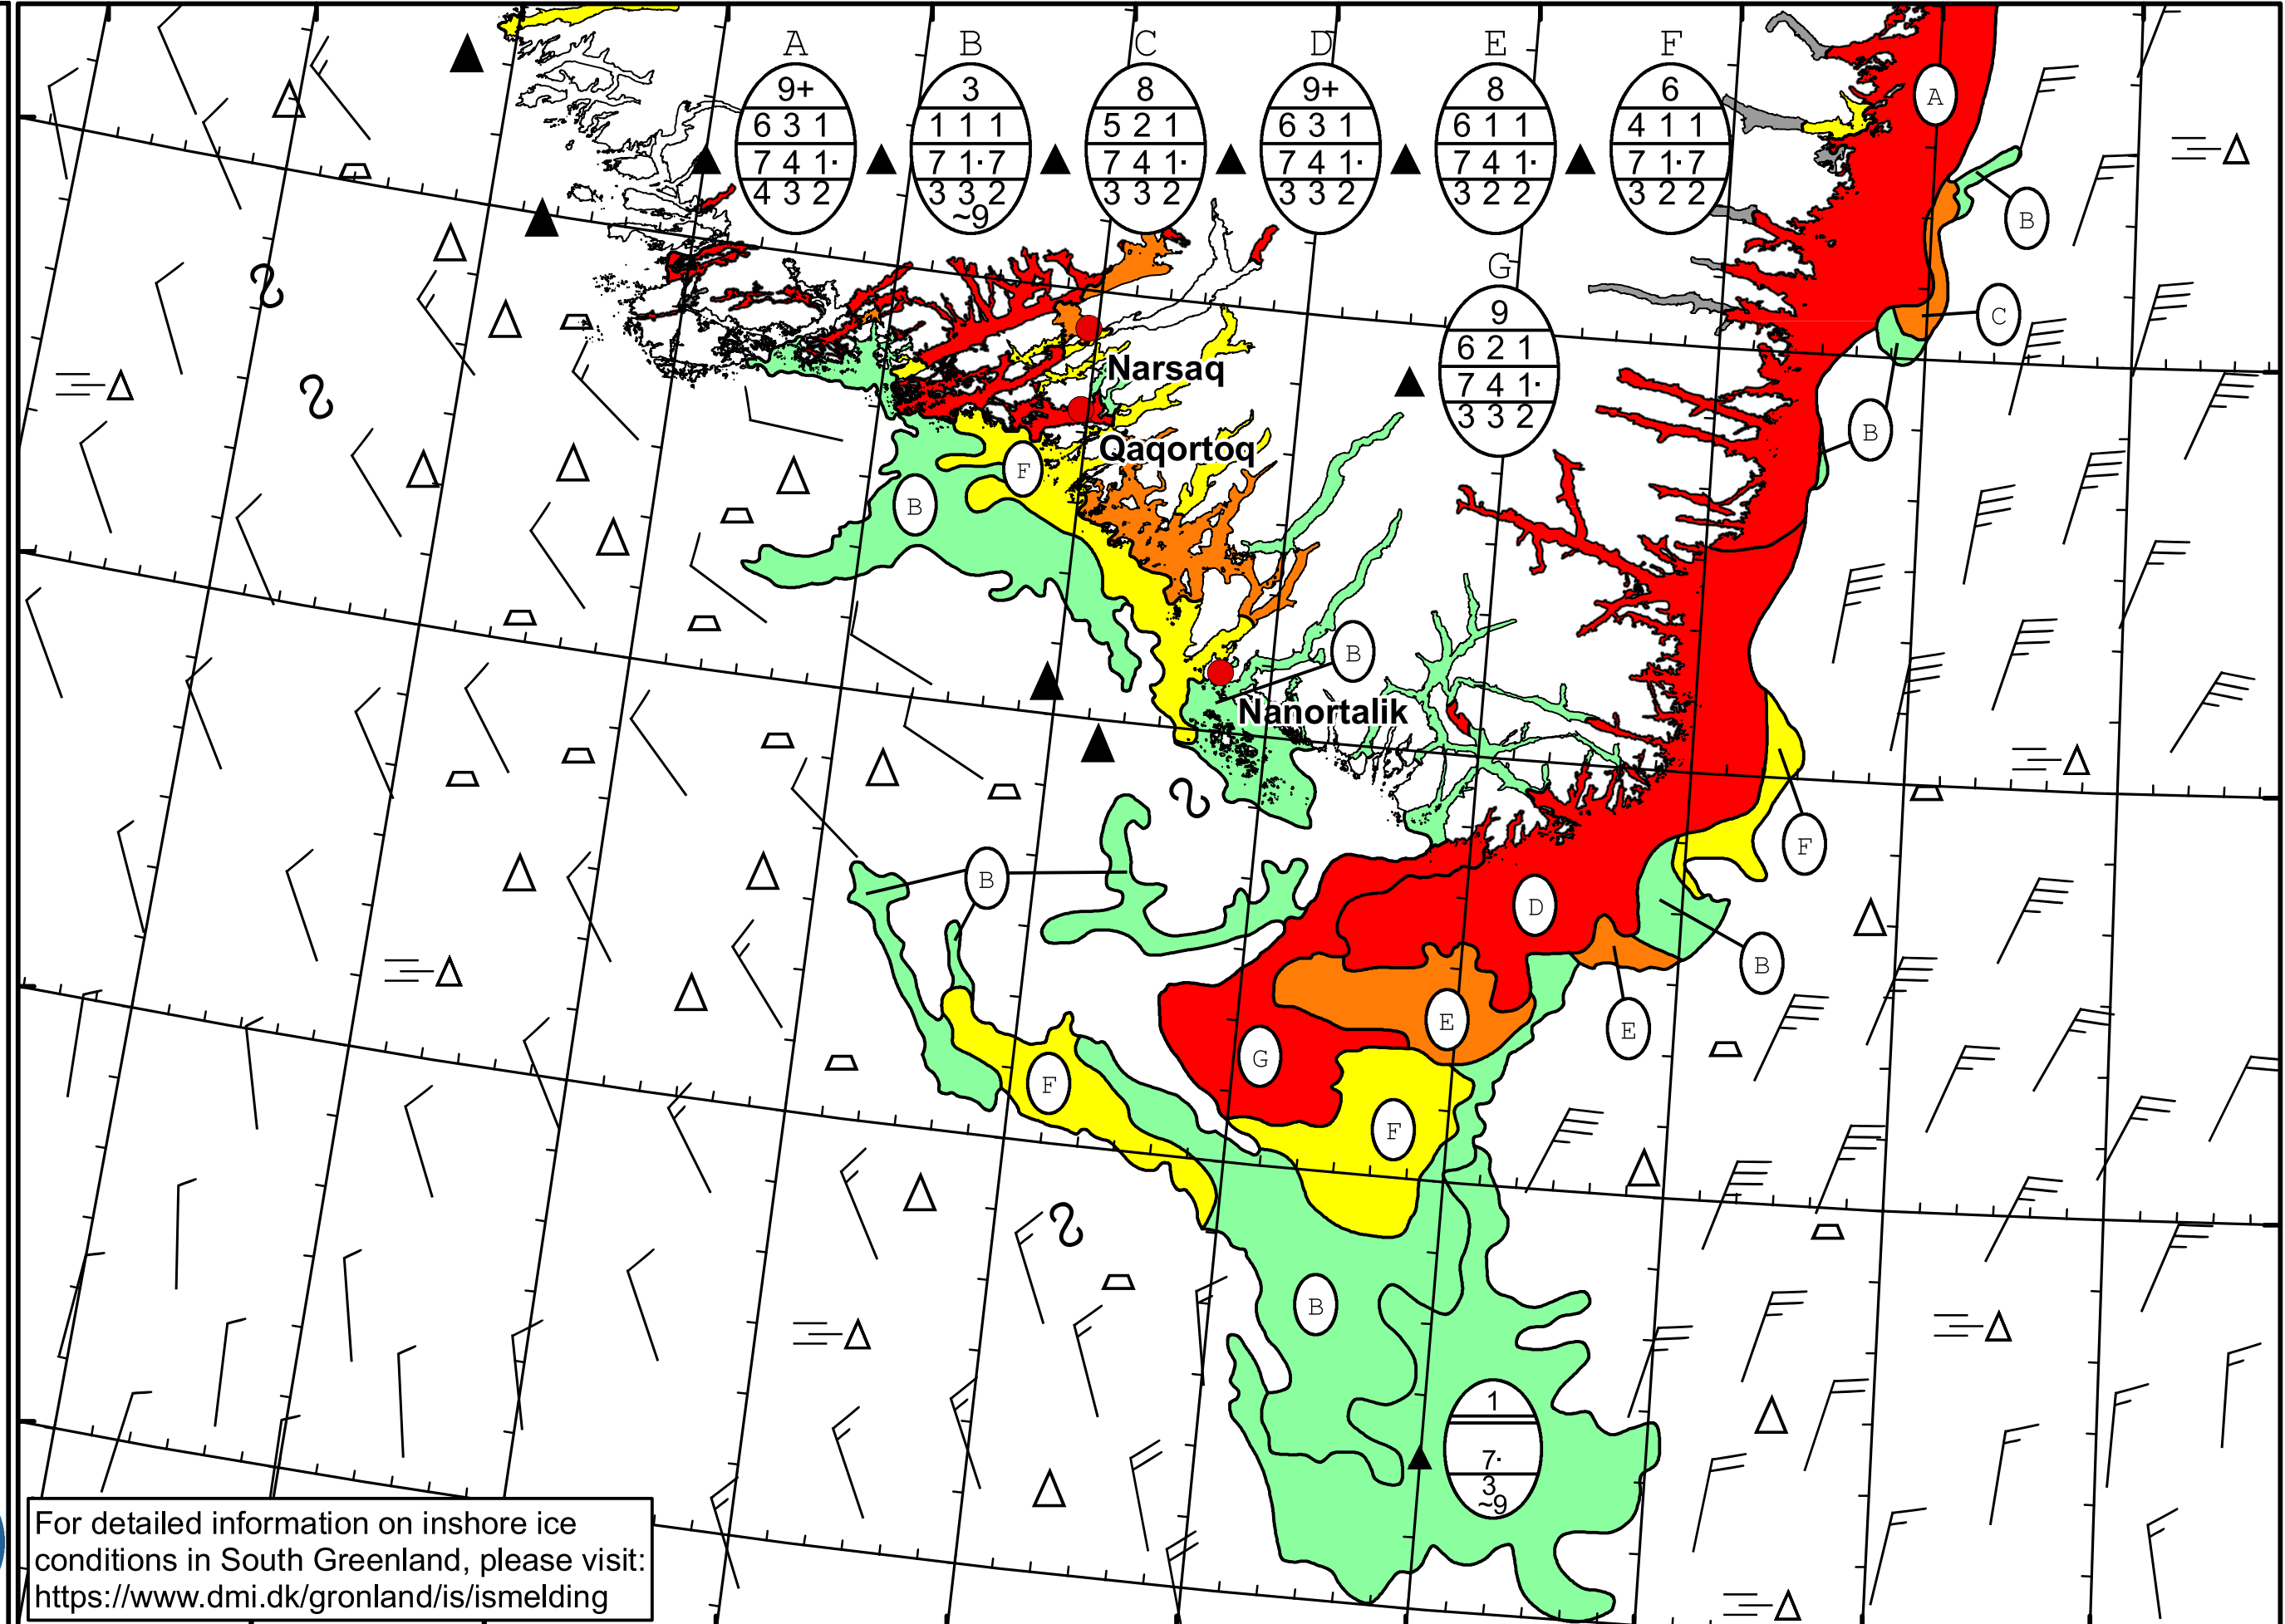 A B C D E F
9+ 3 8 9+ 8 6
6 3 1 1 1 1 5 2 1 6 3 1 6 1 1 4 1 1
7 4 1· 7 1·7 7 4 1· 7 4 1· 7 4 1· 7 1·7
4 3 2 3 3 2 3 3 2 3 3 2 3 2 2 3 2 2
~9
A
B
G
9
6 2 1
7 4 1·
3 3 2
C
Narsaq
B
Qaqortoq
F
B
B
Nanortalik
F
B
D
B
E
E
G
F
F
B
1
7·
3
~9
For detailed information on inshore ice
conditions in South Greenland, please visit:
https://www.dmi.dk/gronland/is/ismelding